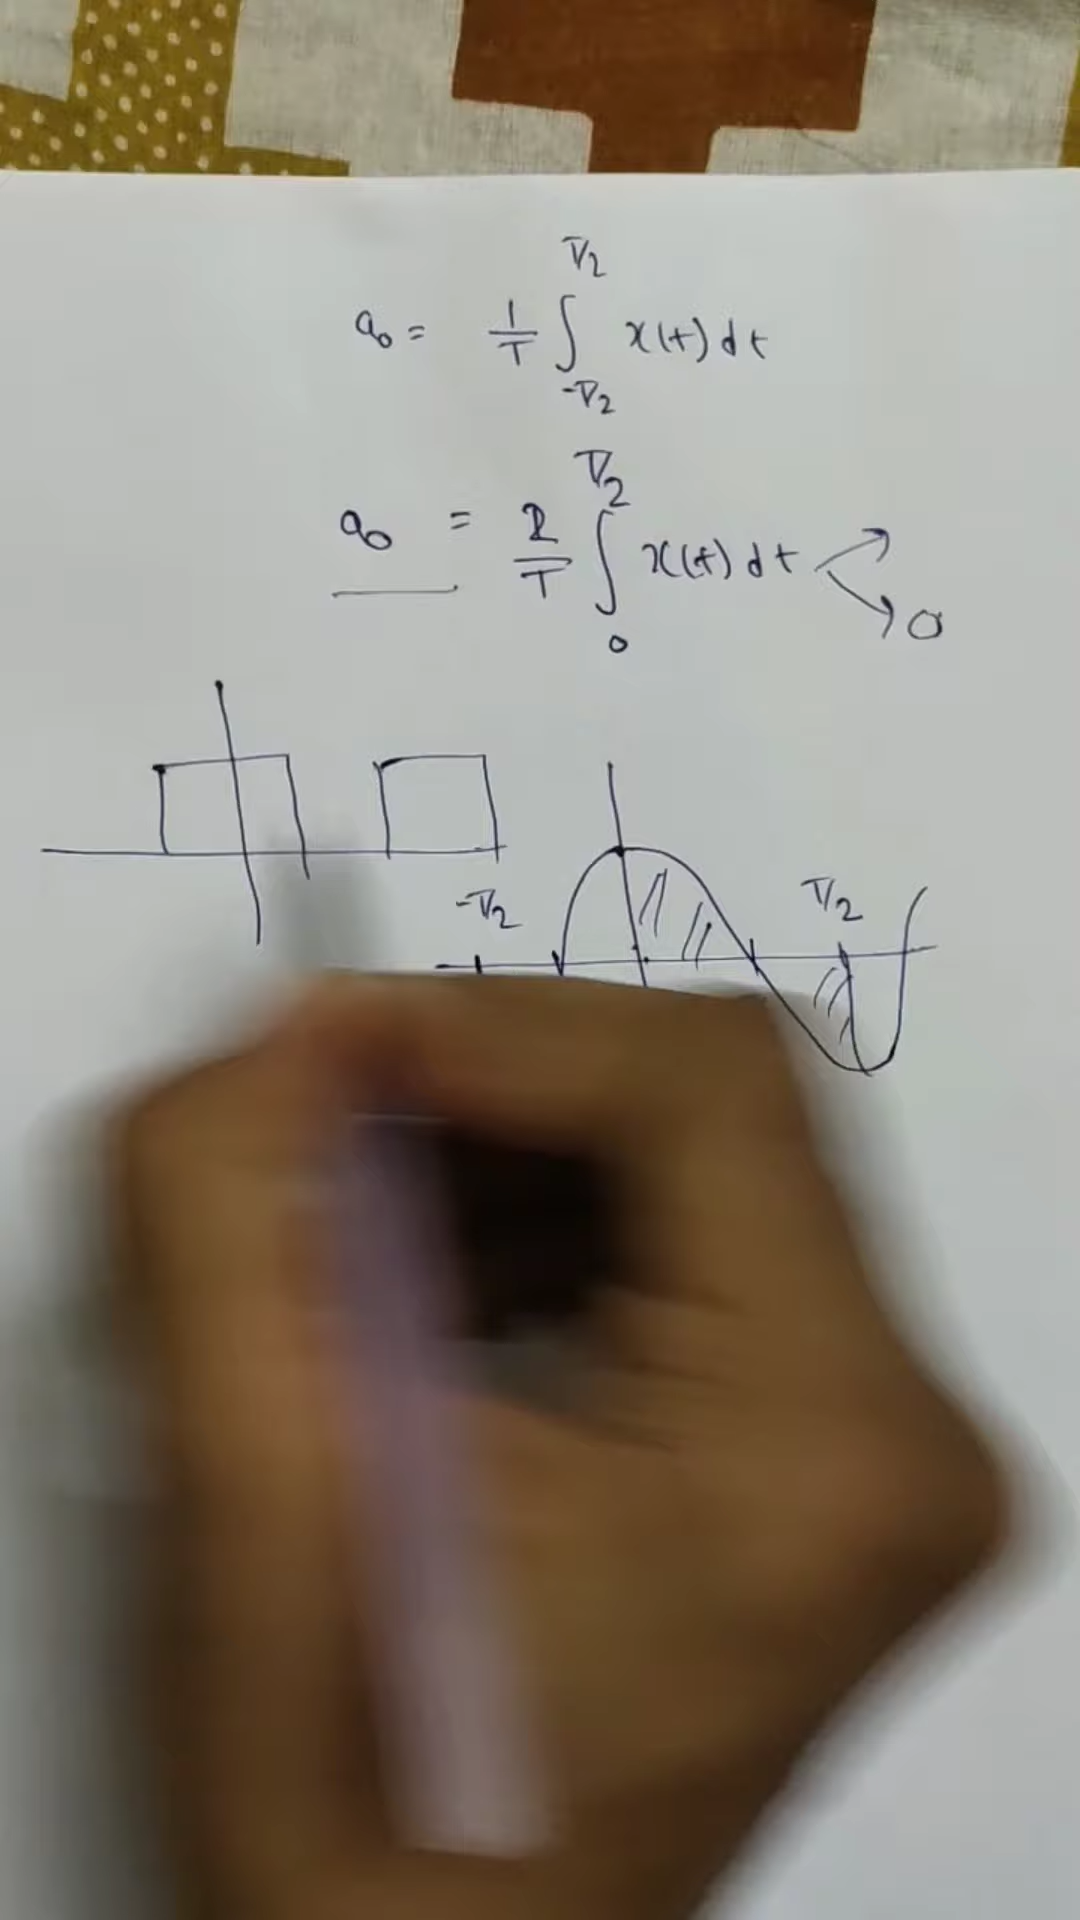 a₀ = 1/T ∫_{-T/2}^{T/2} x(t) dt
a₀ = 2/T ∫_{0}^{T/2} x(t) dt → 0
-T/2 T/2